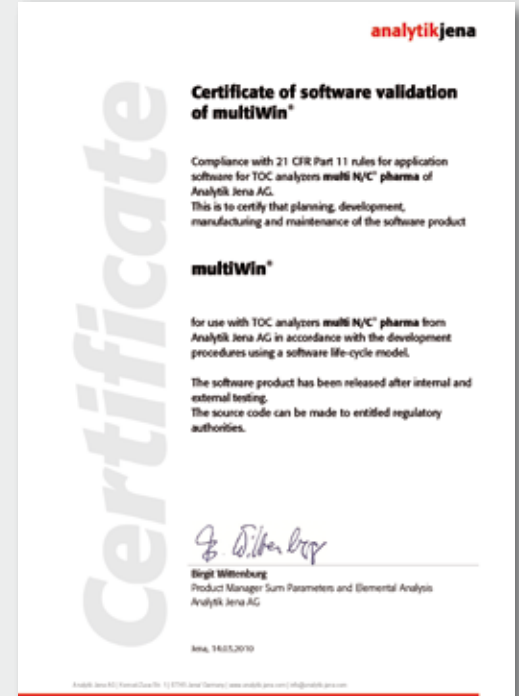 analytikjena
Certificate
Certificate of software validation
of multiWin®
Compliance with 21 CFR Part 11 rules for application
software for TOC analyzers multi N/C® pharma of
Analytik Jena AG.
This is to certify that planning, development,
manufacturing and maintenance of the software product
multiWin®
for use with TOC analyzers multi N/C® pharma from
Analytik Jena AG in accordance with the development
procedures using a software life-cycle model.
The software product has been released after internal and
external testing.
The source code can be made to entitled regulatory
authorities.
Birgit Wittenburg
Product Manager Sum Parameters and Elemental Analysis
Analytik Jena AG
Jena, 14.05.2010